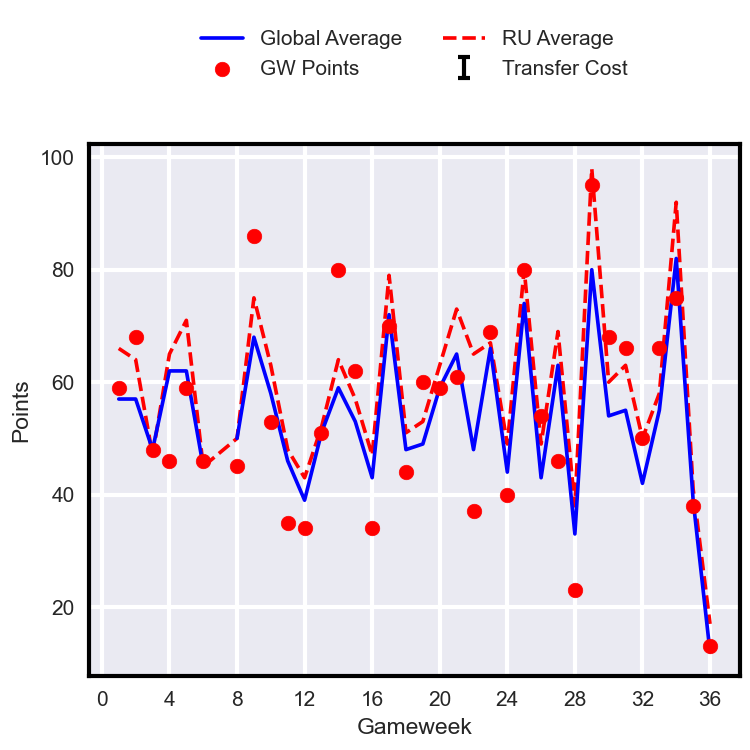 Global Average
RU Average
GW Points
Transfer Cost
100
80
60
40
20
Points
0 4 8 12 16 20 24 28 32 36
Gameweek